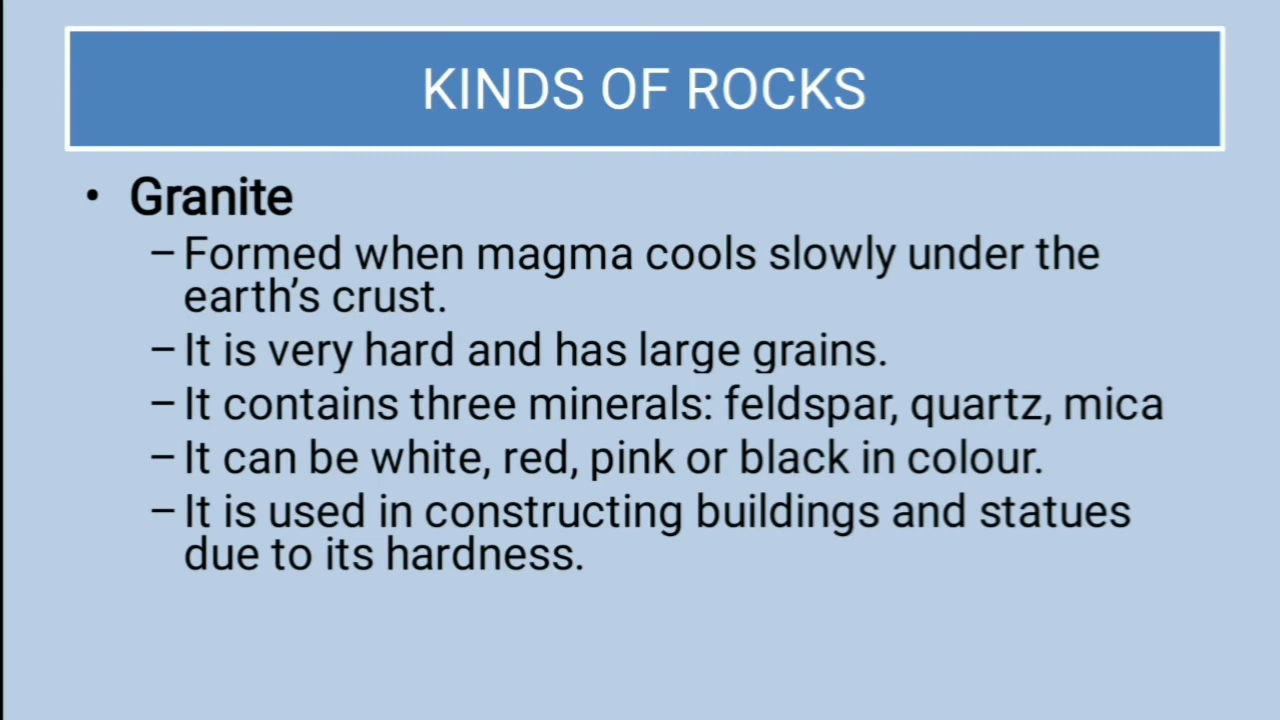 KINDS OF ROCKS
• Granite
– Formed when magma cools slowly under the
earth’s crust.
– It is very hard and has large grains.
– It contains three minerals: feldspar, quartz, mica
– It can be white, red, pink or black in colour.
– It is used in constructing buildings and statues
due to its hardness.